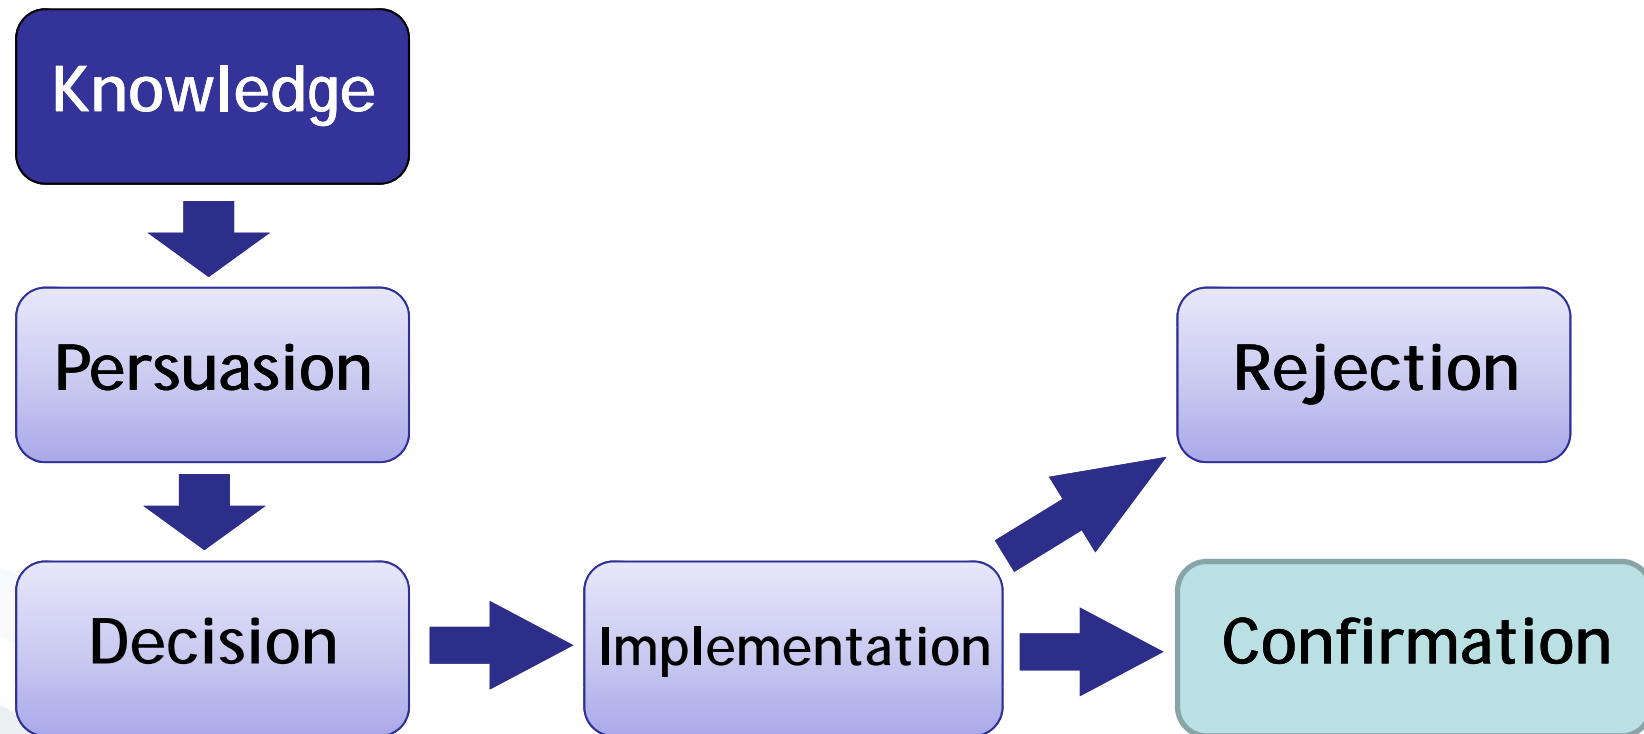 Knowledge
Persuasion
Rejection
Decision
Implementation
Confirmation